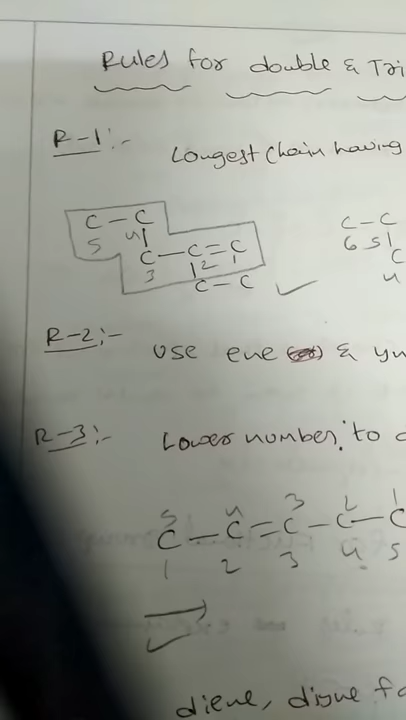 Rules for double & Tri
R-1:- Longest chain having
C - C
5 4
C - C = C
3 2 1
C - C
C - C
6 5
C
4
R-2:- Use ene & yn
R-3:- Lower number to
5 4 3 2 1
C - C = C - C - C
1 2 3 4 5
diene, diyne fo